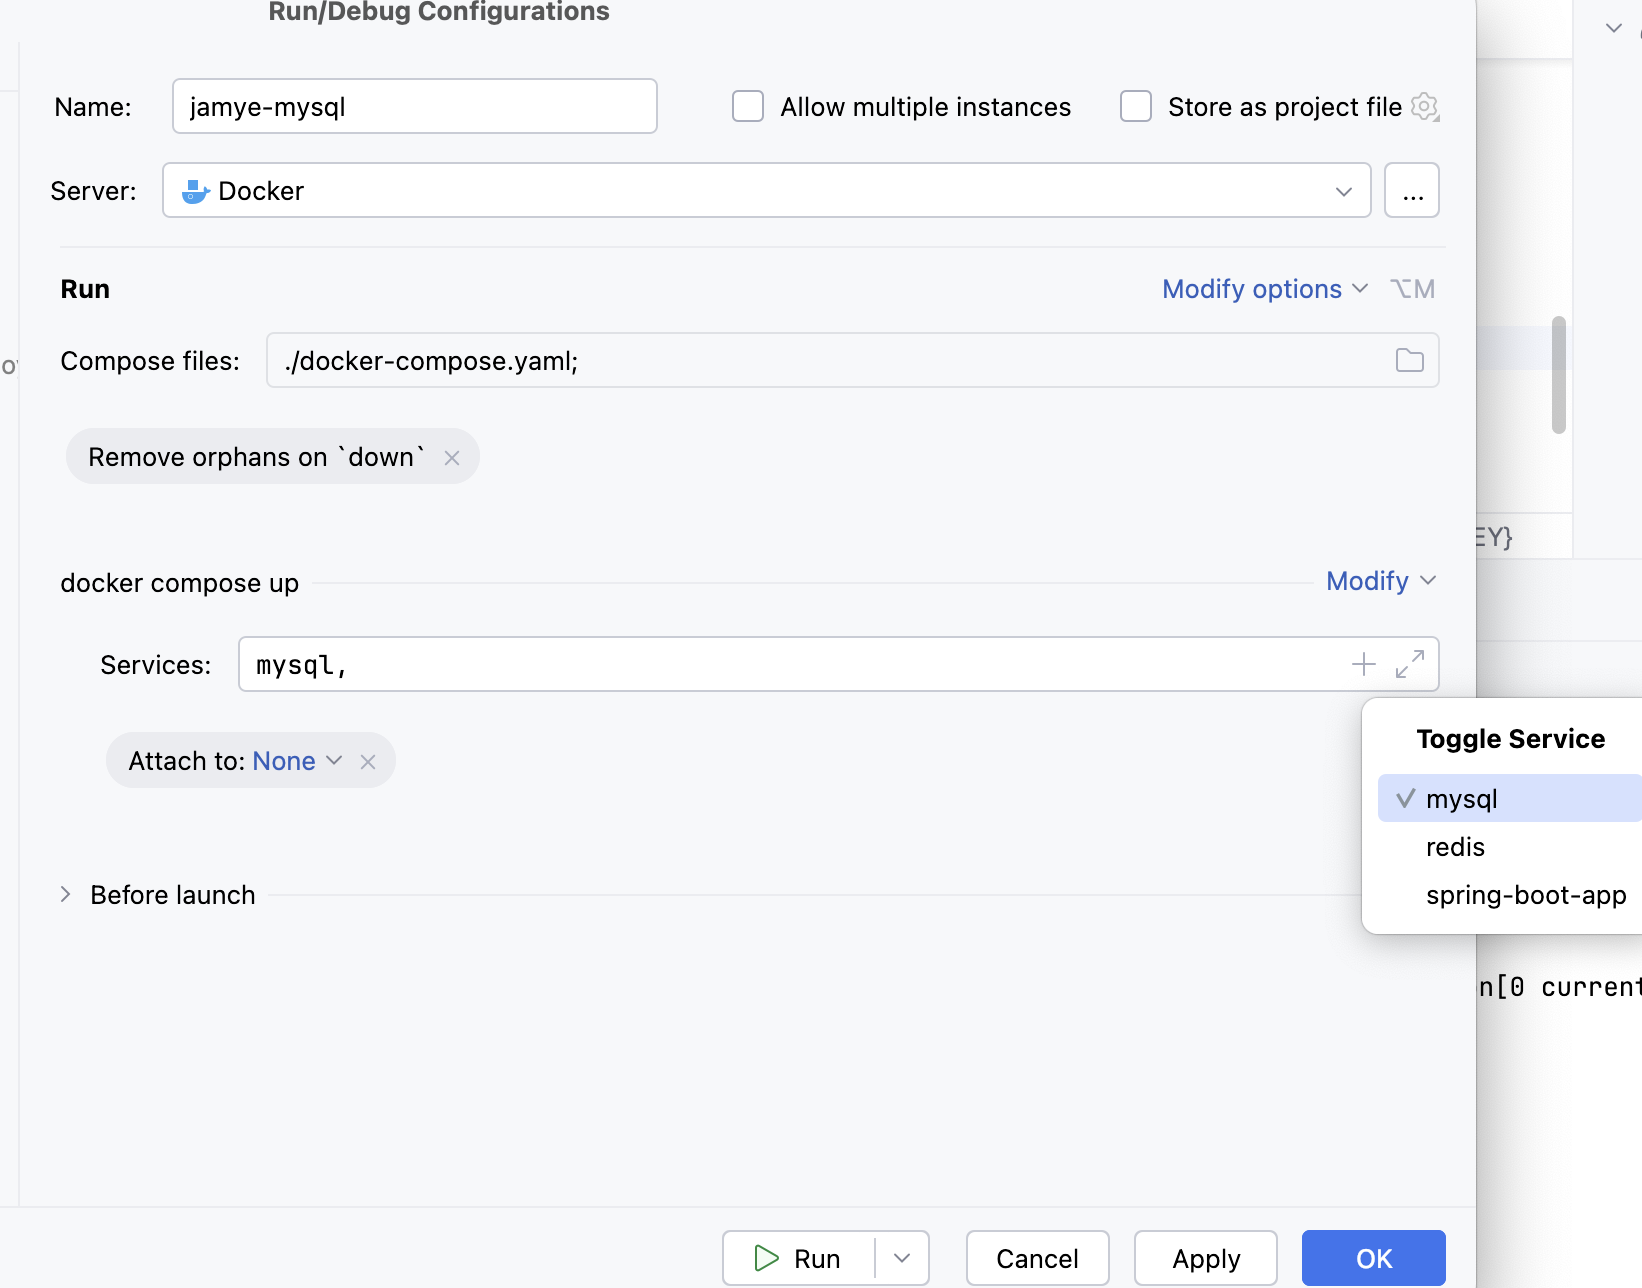 Run/Debug Configurations
Name: jamye-mysql Allow multiple instances Store as project file
Server: Docker ...
Run Modify options ⌥M
Compose files: ./docker-compose.yaml;
Remove orphans on `down`
EY}
docker compose up Modify
Services: mysql,
Toggle Service
Attach to: None
mysql
redis
Before launch
spring-boot-app
n[0 current
Run Cancel Apply OK